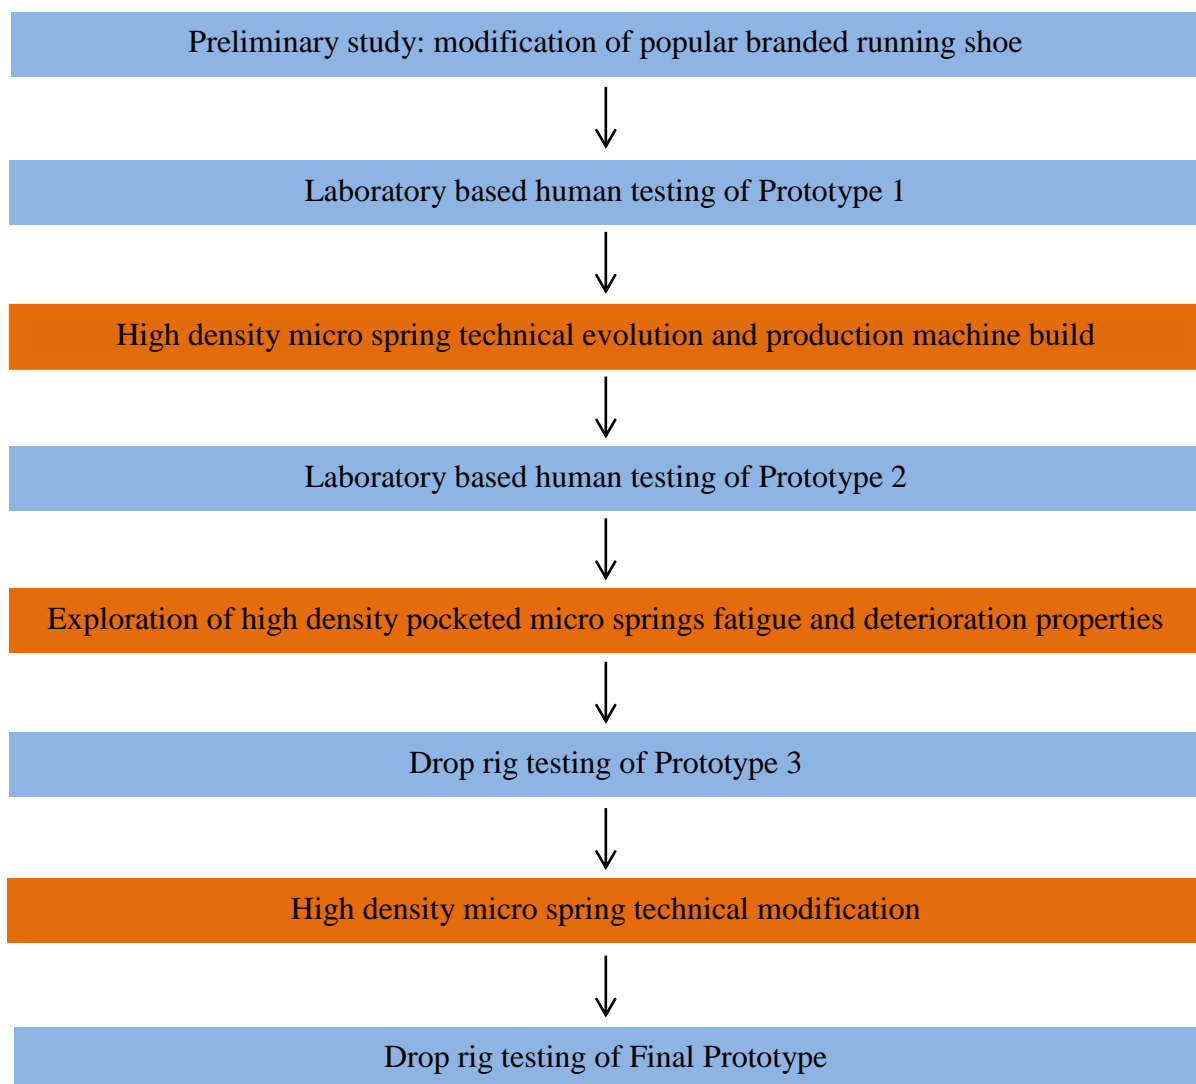 Preliminary study: modification of popular branded running shoe
Laboratory based human testing of Prototype 1
High density micro spring technical evolution and production machine build
Laboratory based human testing of Prototype 2
Exploration of high density pocketed micro springs fatigue and deterioration properties
Drop rig testing of Prototype 3
High density micro spring technical modification
Drop rig testing of Final Prototype